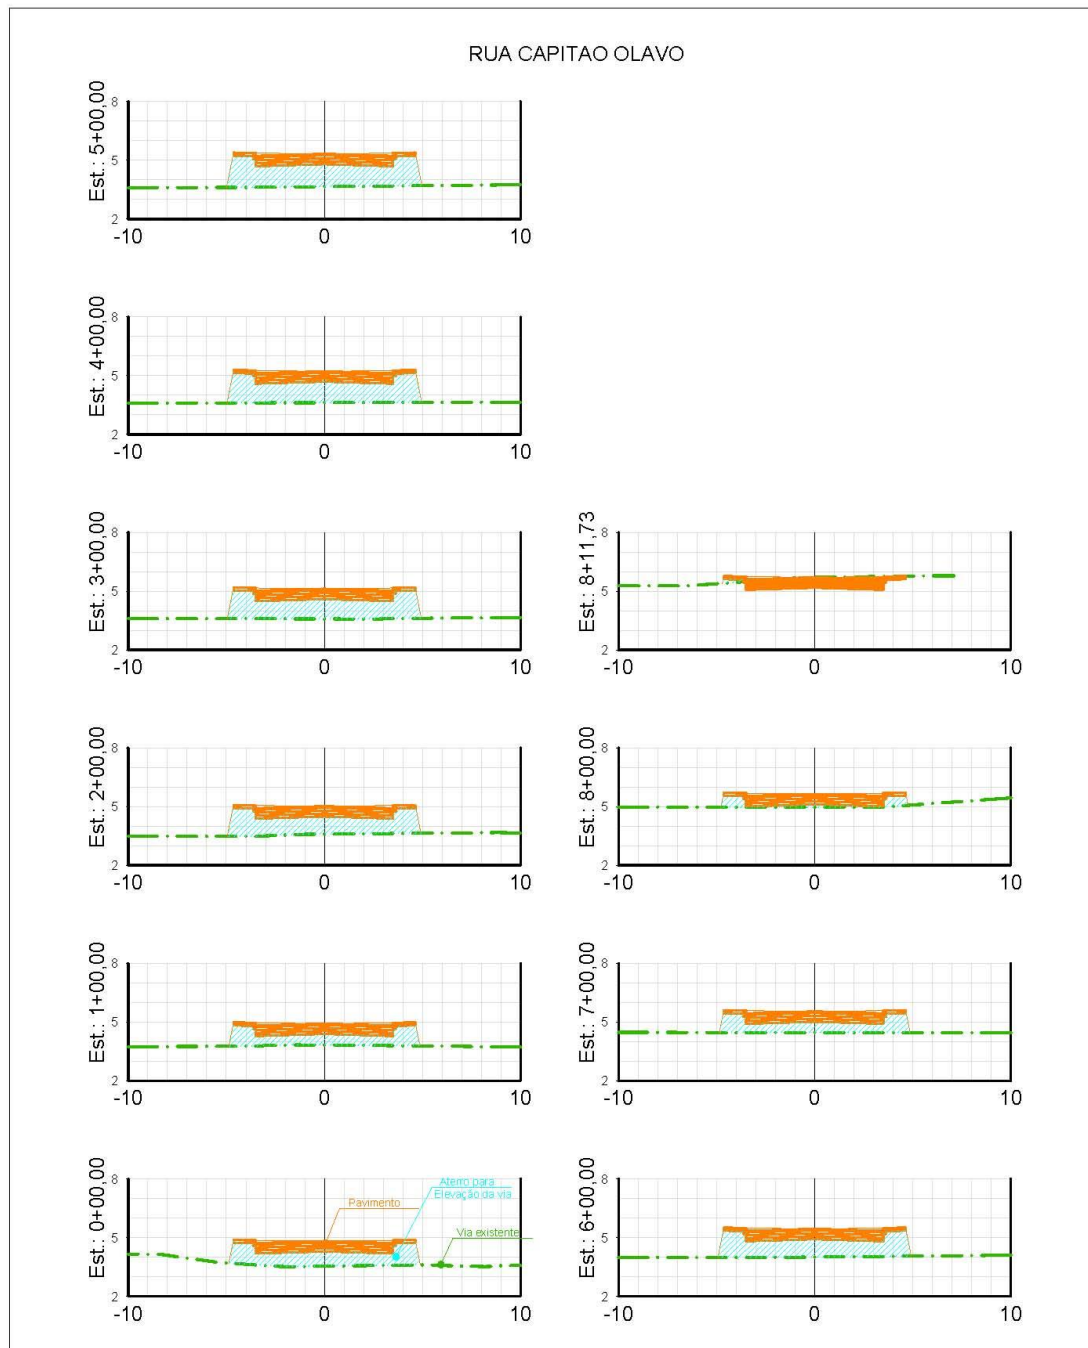 RUA CAPITAO OLAVO
Est.: 5+00,00
8
5
2
-10 0 10
Est.: 4+00,00
8
5
2
-10 0 10
Est.: 3+00,00
8
5
2
-10 0 10
Est.: 8+11,73
8
5
2
-10 0 10
Est.: 2+00,00
8
5
2
-10 0 10
Est.: 8+00,00
8
5
2
-10 0 10
Est.: 1+00,00
8
5
2
-10 0 10
Est.: 7+00,00
8
5
2
-10 0 10
Est.: 0+00,00
8
5
2
Pavimento
Aterro para
Elevação da via
Via existente
-10 0 10
Est.: 6+00,00
8
5
2
-10 0 10